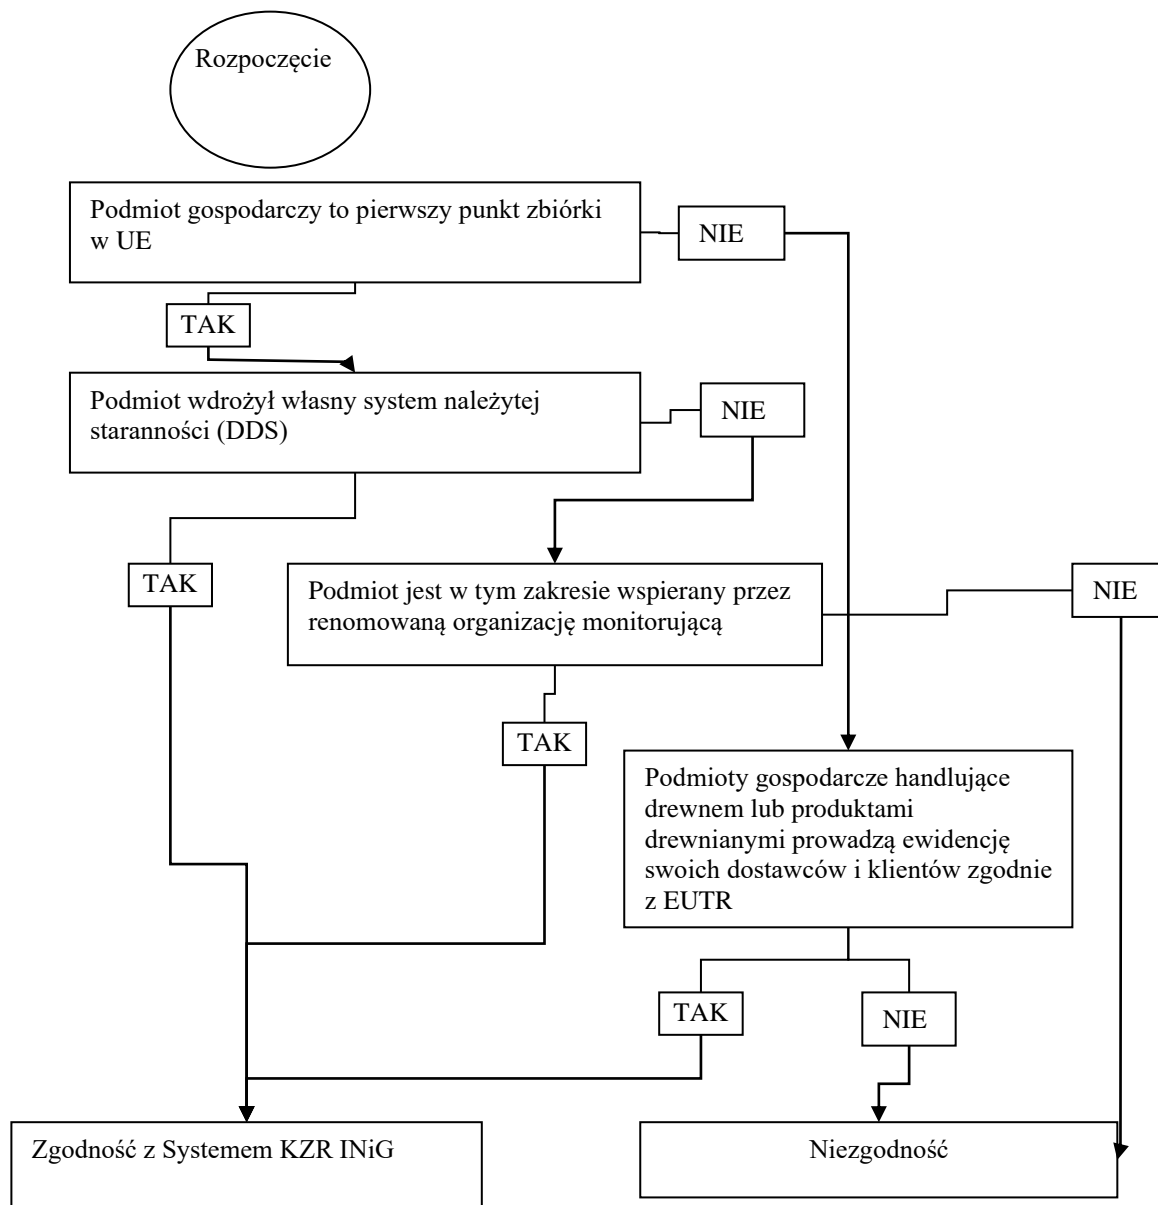 Rozpoczęcie
Podmiot gospodarczy to pierwszy punkt zbiórki
w UE
NIE
TAK
Podmiot wdrożył własny system należytej
staranności (DDS)
NIE
TAK
Podmiot jest w tym zakresie wspierany przez
renomowaną organizację monitorującą
NIE
TAK
Podmioty gospodarcze handlujące
drewnem lub produktami
drewnianymi prowadzą ewidencję
swoich dostawców i klientów zgodnie
z EUTR
TAK
NIE
Zgodność z Systemem KZR INiG
Niezgodność